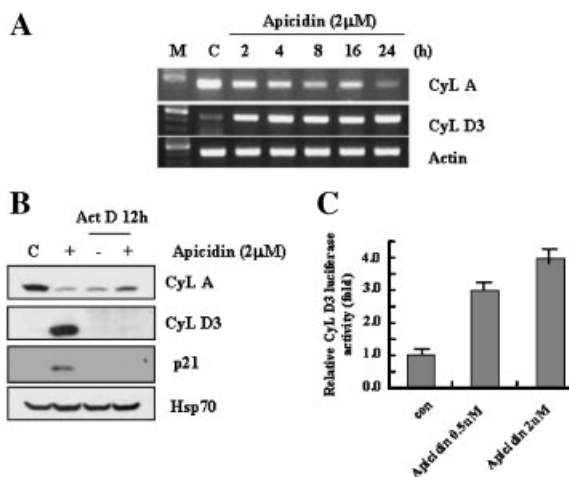 A
Apicidin (2μM)
M C 2 4 8 16 24 (h)
CyL A
CyL D3
Actin
B
Act D 12h
C + - + Apicidin (2μM)
CyL A
CyL D3
p21
Hsp70
C
Relative CyL D3 luciferase
activity (fold)
4.0
3.0
2.0
1.0
0.0
con
Apicidin 0.5uM
Apicidin 2uM